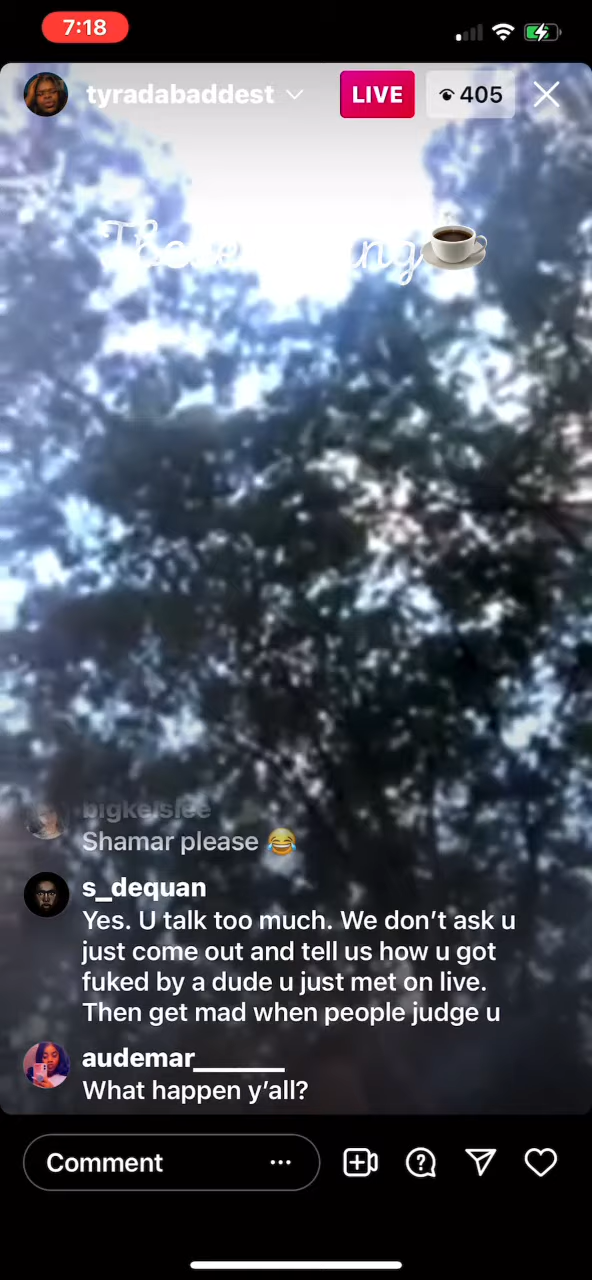 7:18
tyradabaddest
LIVE
405
bigkeislee
Shamar please 😂
s_dequan
Yes. U talk too much. We don't ask u
just come out and tell us how u got
fuked by a dude u just met on live.
Then get mad when people judge u
audemar______
What happen y'all?
Comment